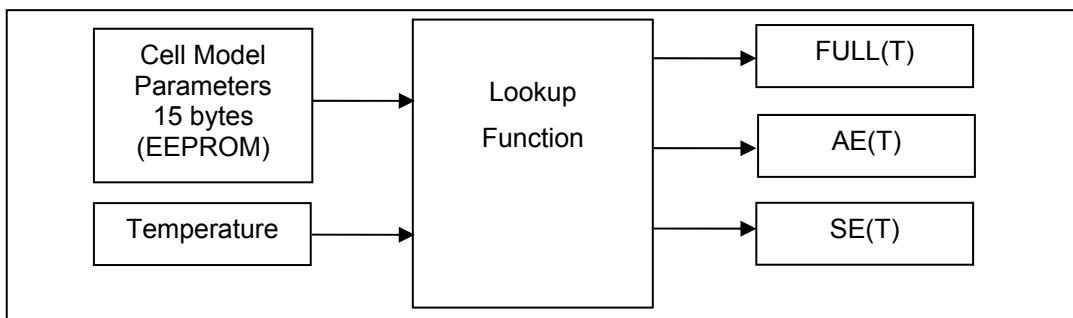 Cell Model
Parameters
15 bytes
(EEPROM)
Temperature
Lookup
Function
FULL(T)
AE(T)
SE(T)